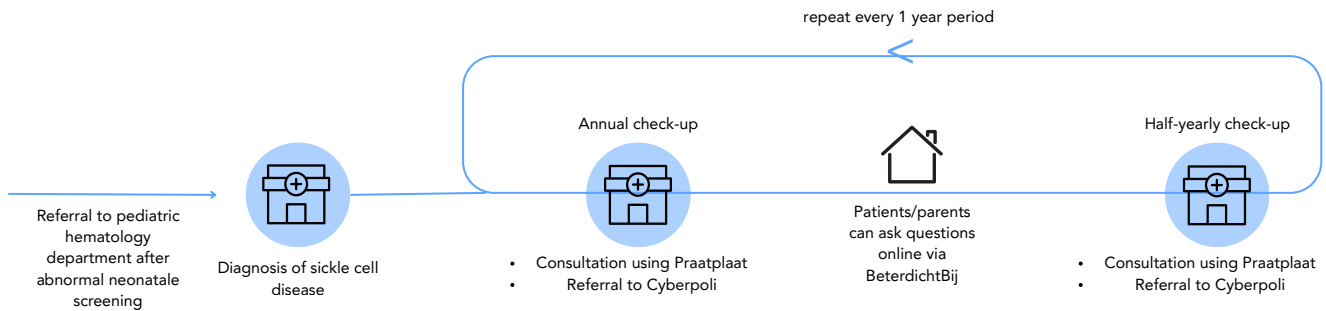 repeat every 1 year period
Annual check-up
Half-yearly check-up
Referral to pediatric
hematology
department after
abnormal neonatale
screening
Diagnosis of sickle cell
disease
• Consultation using Praatplaat
• Referral to Cyberpoli
Patients/parents
can ask questions
online via
BeterdichtBij
• Consultation using Praatplaat
• Referral to Cyberpoli